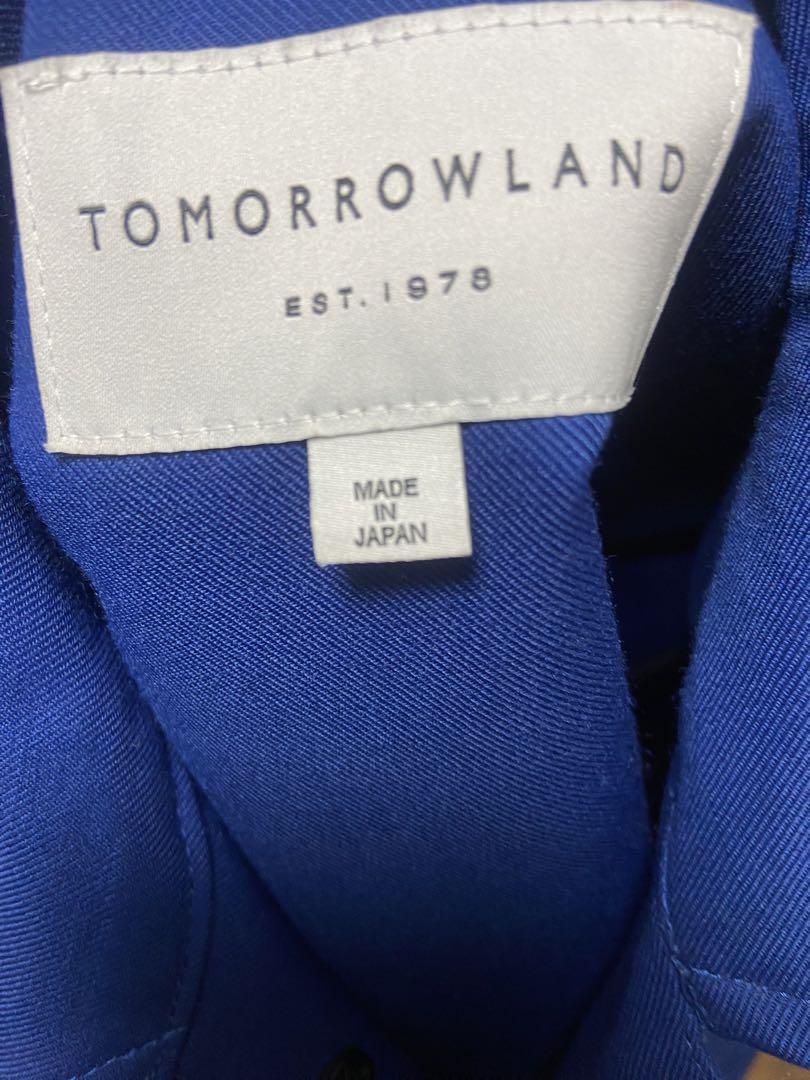 TOMORROWLAND
EST. 1978
MADE
IN
JAPAN